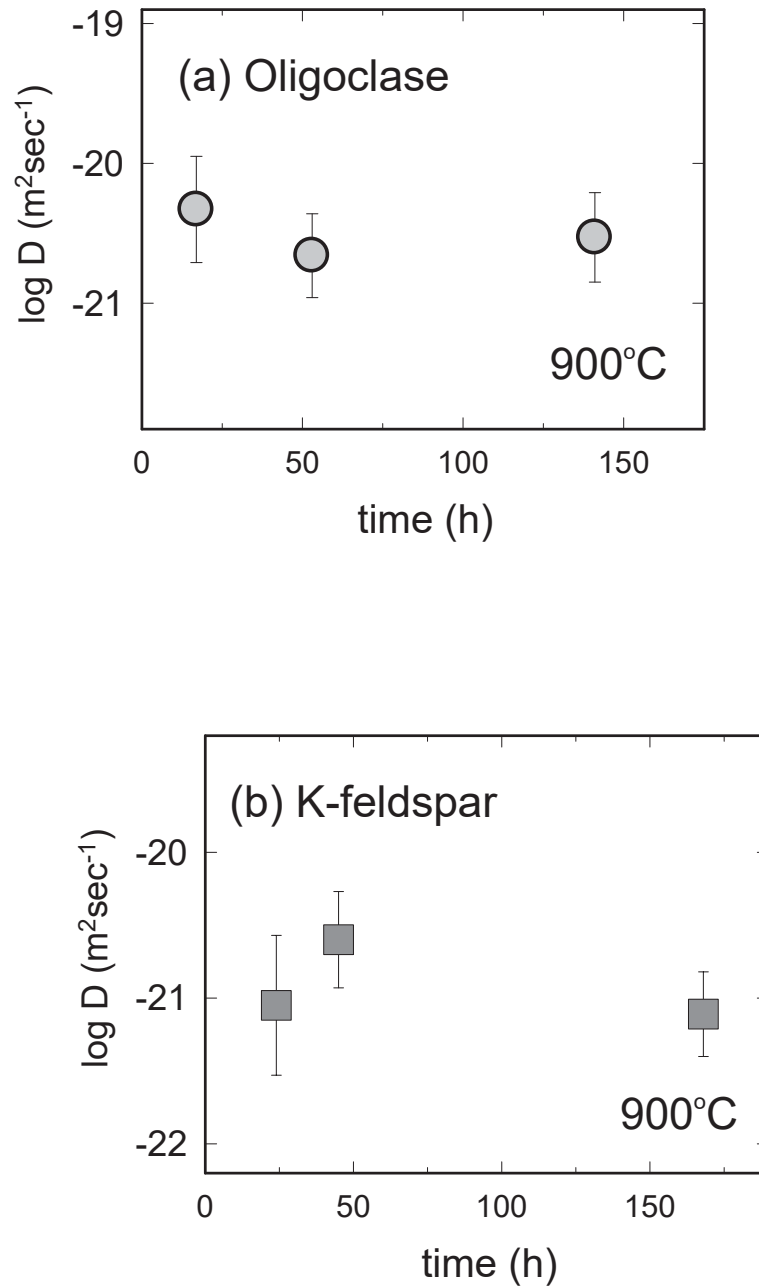 -19
(a) Oligoclase
-20
log D (m²sec⁻¹)
-21
900°C
0 50 100 150
time (h)
(b) K-feldspar
-20
log D (m²sec⁻¹)
-21
900°C
-22
0 50 100 150
time (h)